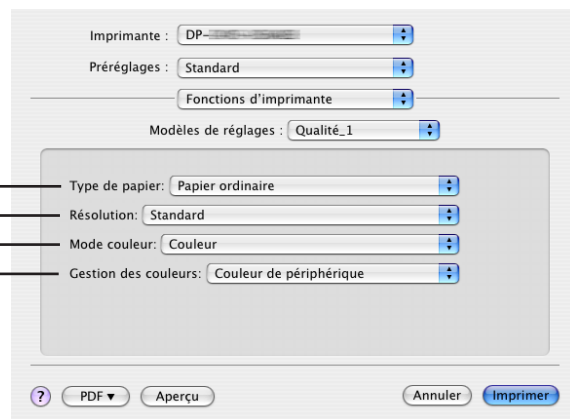 Imprimante : DP-
Préréglages : Standard
Fonctions d'imprimante
Modèles de réglages : Qualité_1
Type de papier: Papier ordinaire
Résolution: Standard
Mode couleur: Couleur
Gestion des couleurs: Couleur de périphérique
? PDF ▼ Aperçu Annuler Imprimer